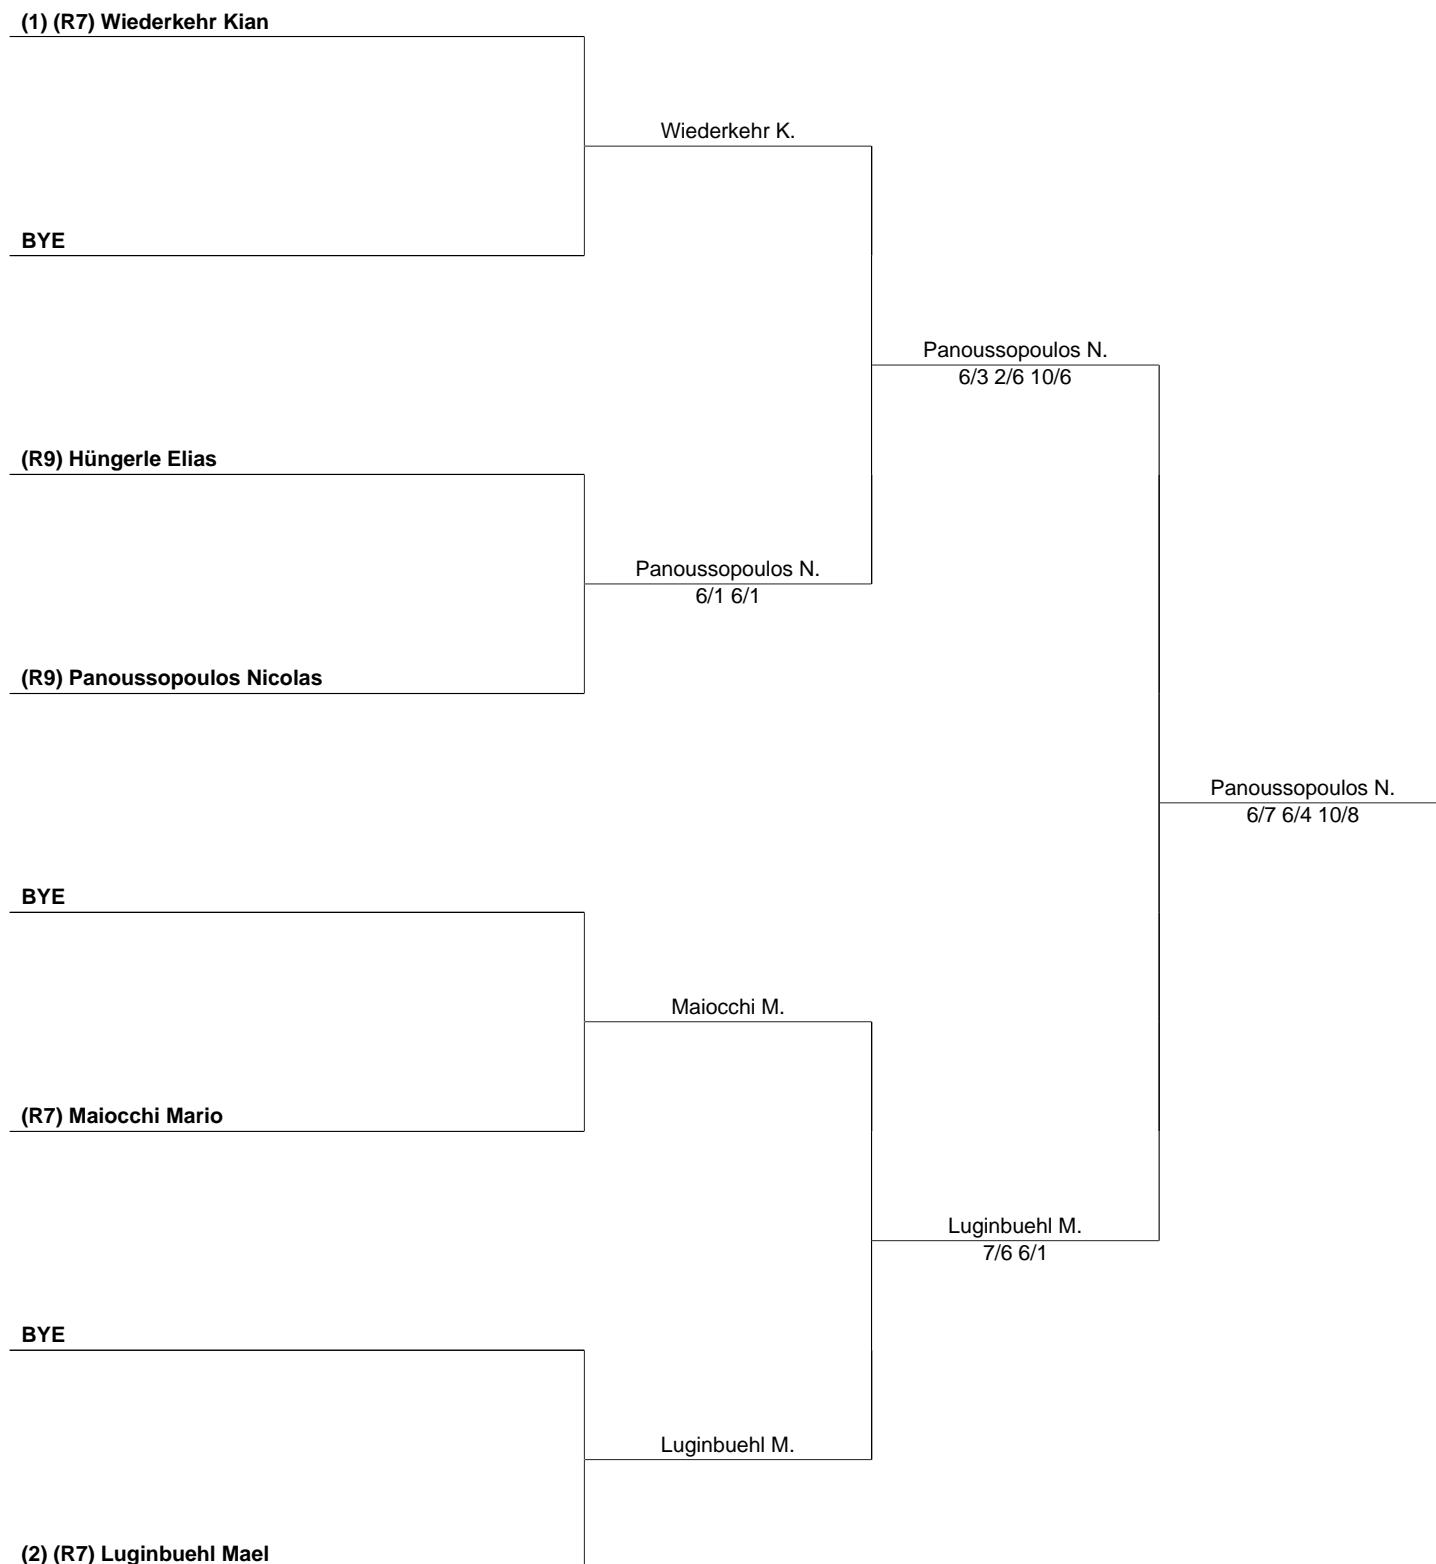 (1) (R7) Wiederkehr Kian
Wiederkehr K.
BYE
Panoussopoulos N.
6/3 2/6 10/6
(R9) Hüngerle Elias
Panoussopoulos N.
6/1 6/1
(R9) Panoussopoulos Nicolas
Panoussopoulos N.
6/7 6/4 10/8
BYE
Maiocchi M.
(R7) Maiocchi Mario
Luginbuehl M.
7/6 6/1
BYE
Luginbuehl M.
(2) (R7) Luginbuehl Mael